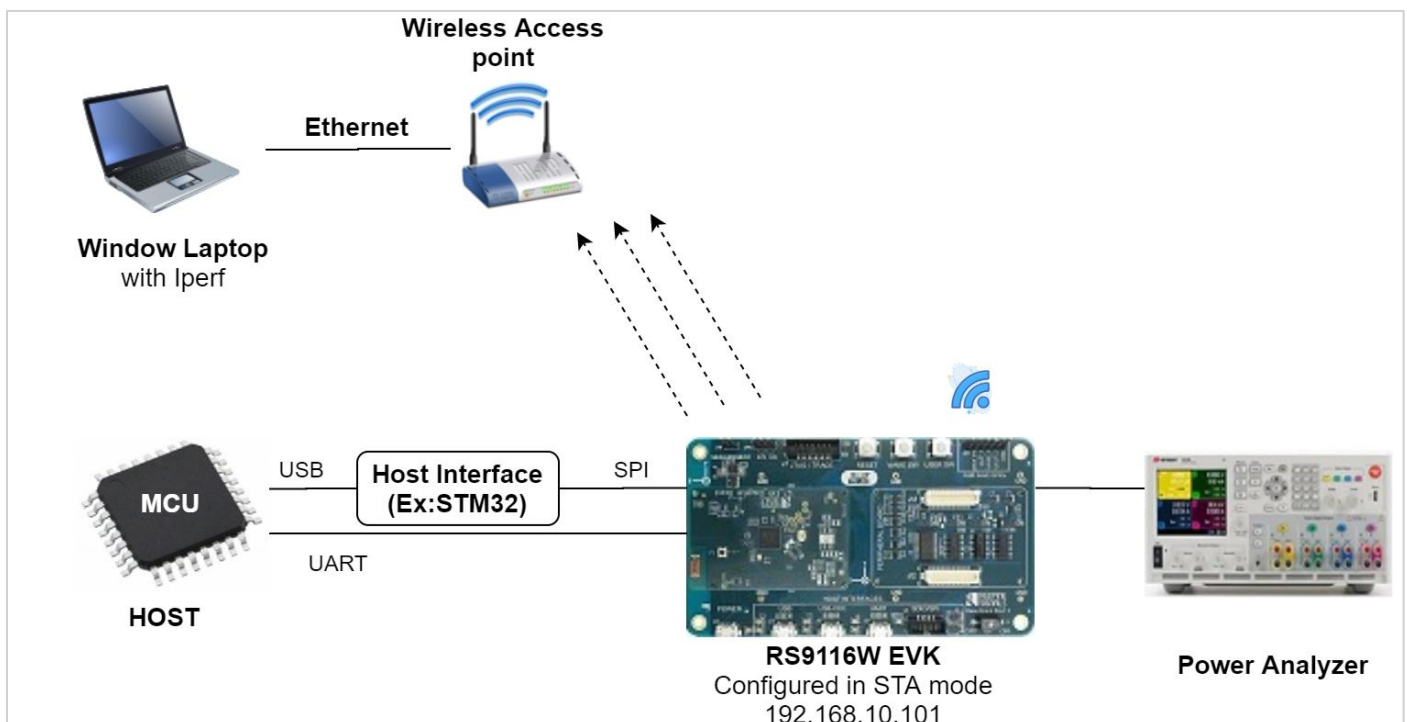 Wireless Access
point
Ethernet
Window Laptop
with Iperf
MCU
USB
Host Interface
(Ex:STM32)
SPI
UART
HOST
RESET
RS9116W EVK
Configured in STA mode
192.168.10.101
Power Analyzer